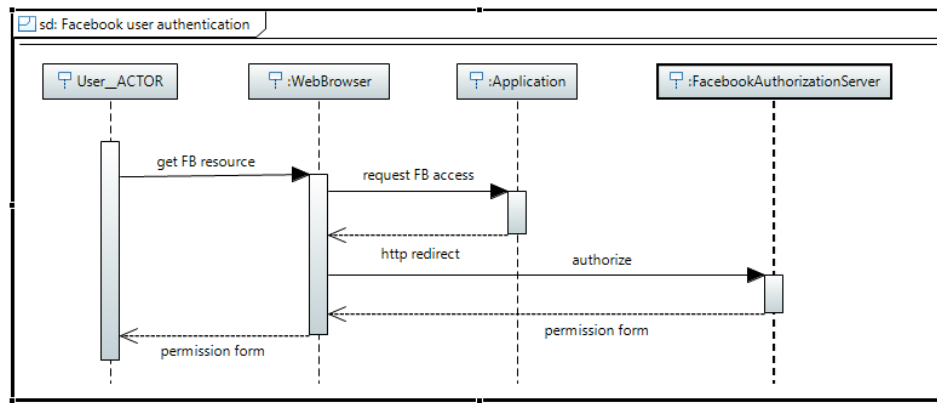 sd: Facebook user authentication
User__ACTOR
:WebBrowser
:Application
:FacebookAuthorizationServer
get FB resource
request FB access
http redirect
authorize
permission form
permission form